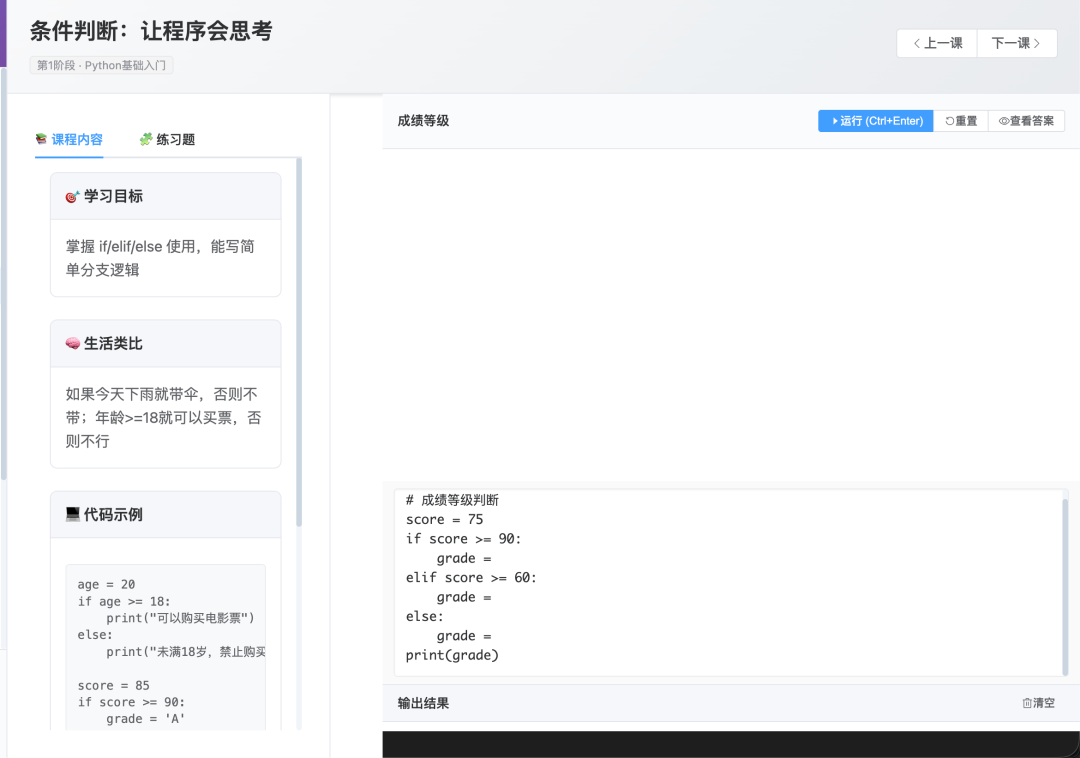 条件判断：让程序会思考
第1阶段 · Python基础入门
上一课
下一课
课程内容
练习题
学习目标
掌握 if/elif/else 使用，能写简
单分支逻辑
生活类比
如果今天下雨就带伞，否则不
带；年龄>=18就可以买票，否
则不行
代码示例
age = 20
if age >= 18:
    print("可以购买电影票")
else:
    print("未满18岁，禁止购买
score = 85
if score >= 90:
    grade = 'A'
成绩等级
运行 (Ctrl+Enter)
重置
查看答案
# 成绩等级判断
score = 75
if score >= 90:
    grade =
elif score >= 60:
    grade =
else:
    grade =
print(grade)
输出结果
清空